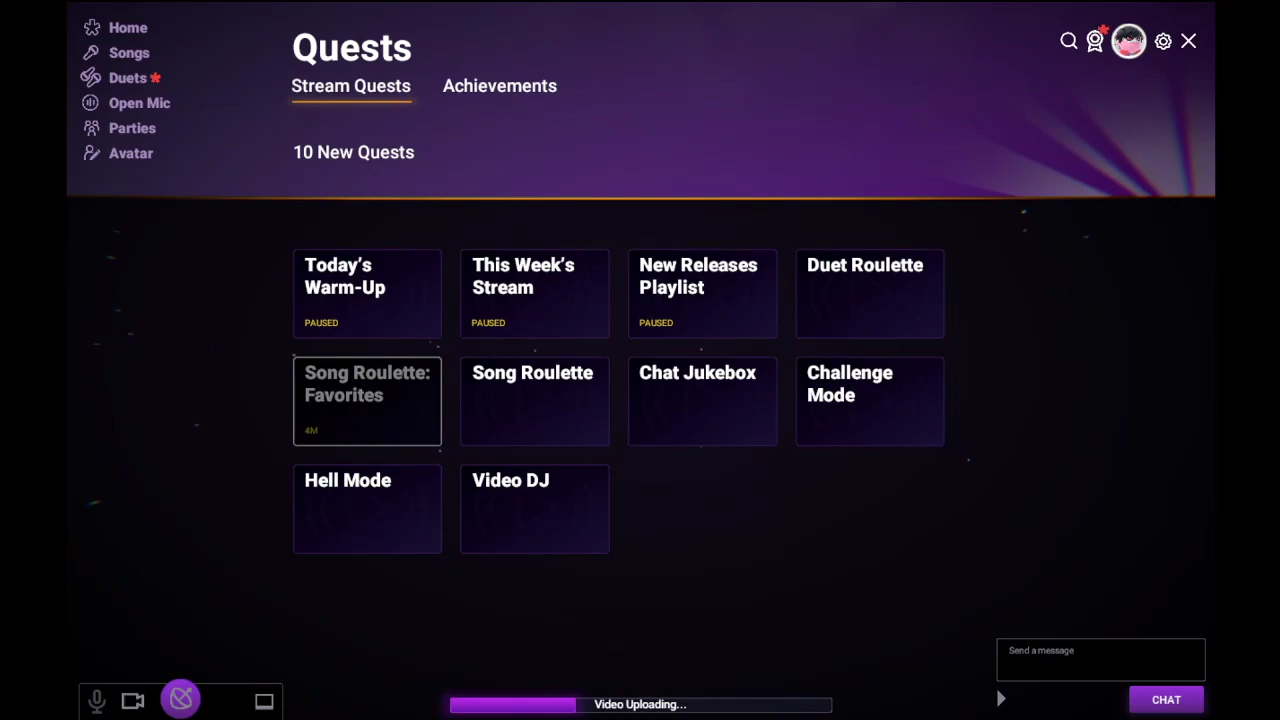 Home
Songs
Duets
Open Mic
Parties
Avatar
Quests
Stream Quests
Achievements
10 New Quests
Today's
Warm-Up
PAUSED
This Week's
Stream
PAUSED
New Releases
Playlist
PAUSED
Duet Roulette
Song Roulette:
Favorites
4M
Song Roulette
Chat Jukebox
Challenge
Mode
Hell Mode
Video DJ
Send a message
Video Uploading...
CHAT